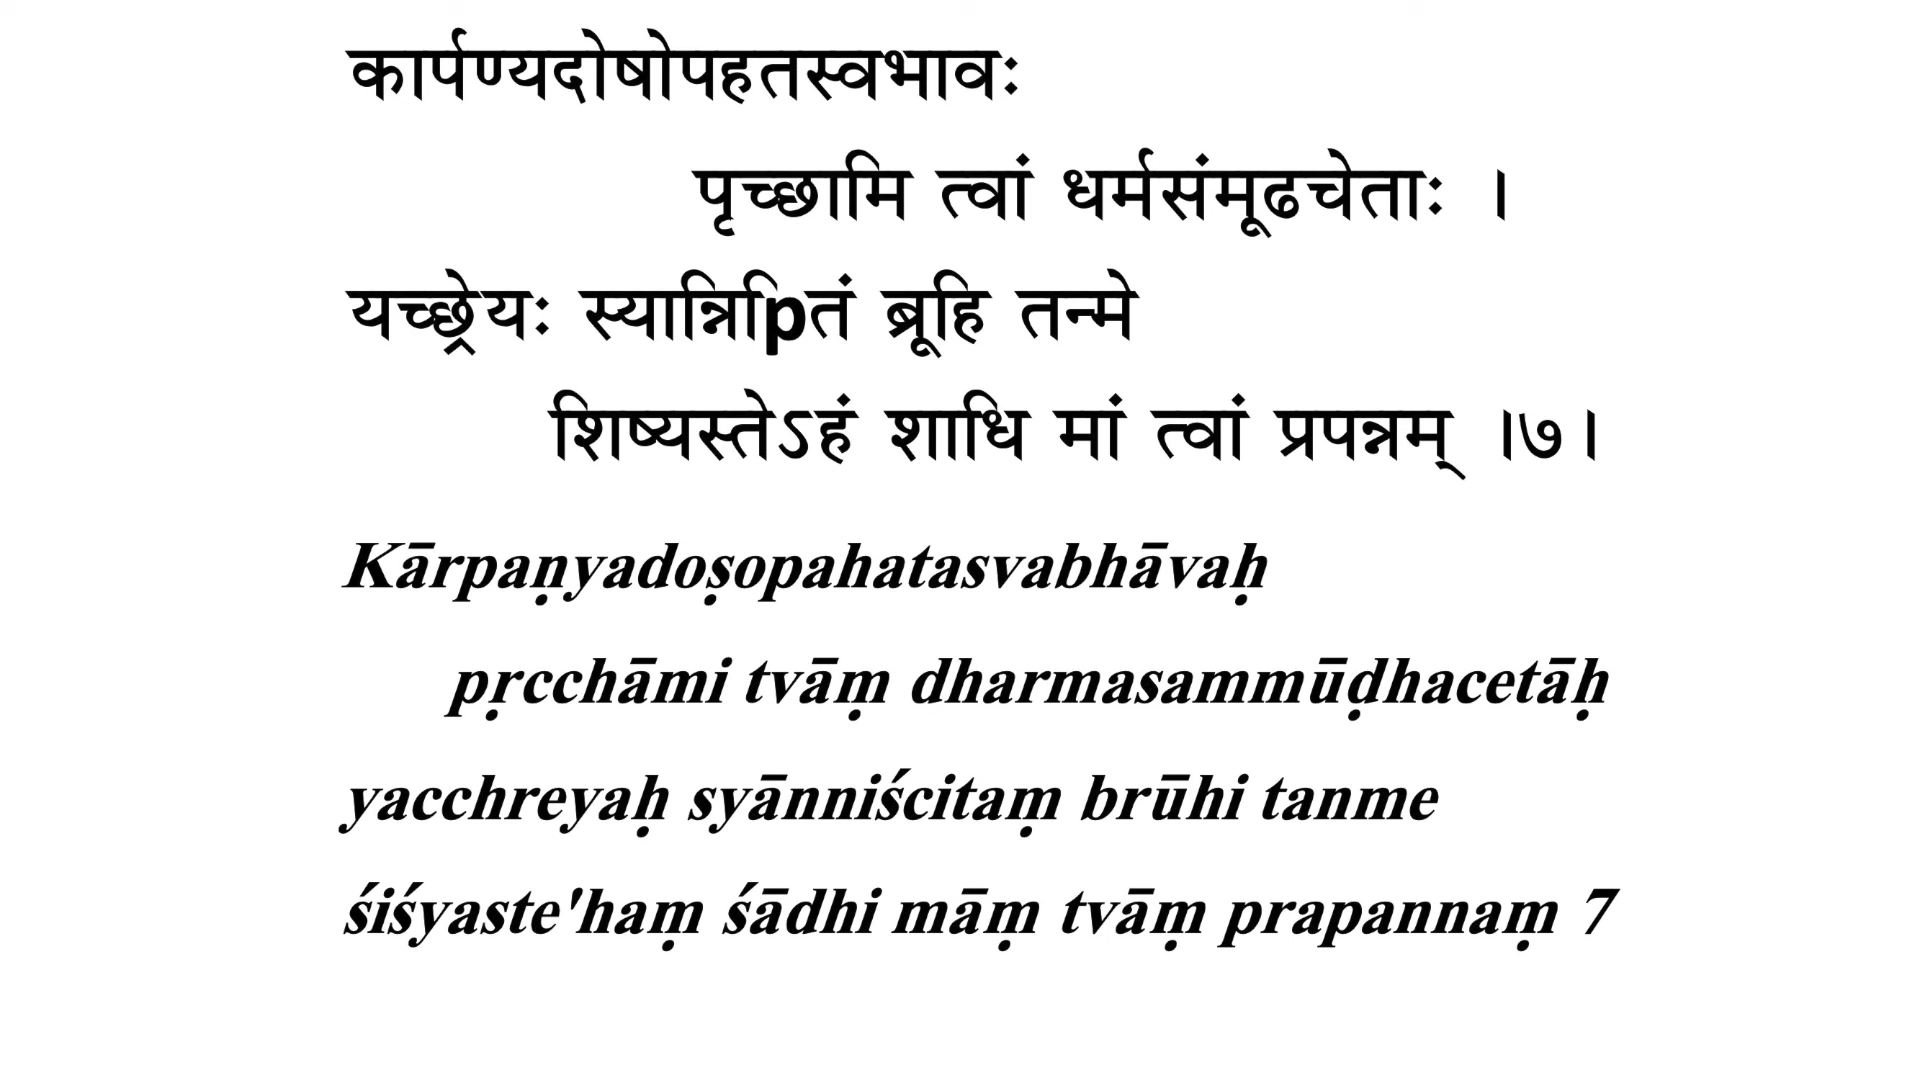 कार्पण्यदोषोपहतस्वभावः
पृच्छामि त्वां धर्मसंमूढचेताः ।
यच्छ्रेयः स्यान्नििpतं ब्रूहि तन्मे
शिष्यस्तेऽहं शाधि मां त्वां प्रपन्नम् ।७।
Kārpaṇyadoṣopahatasvabhāvaḥ
pṛcchāmi tvāṃ dharmasammūḍhacetāḥ
yacchreyaḥ syānniścitaṃ brūhi tanme
śiśyaste'haṃ śādhi māṃ tvāṃ prapannaṃ 7